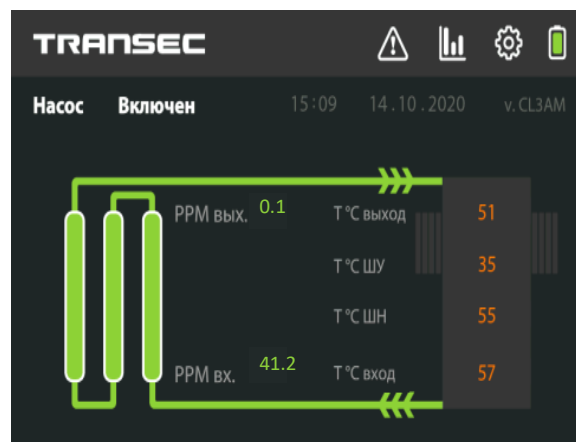 TRANSEC
Насос Включен 15:09 14.10.2020 v. CL3AM
PPM вых. 0.1 T °C выход 51
T °C ШУ 35
T °C ШН 55
PPM вх. 41.2 T °C вход 57